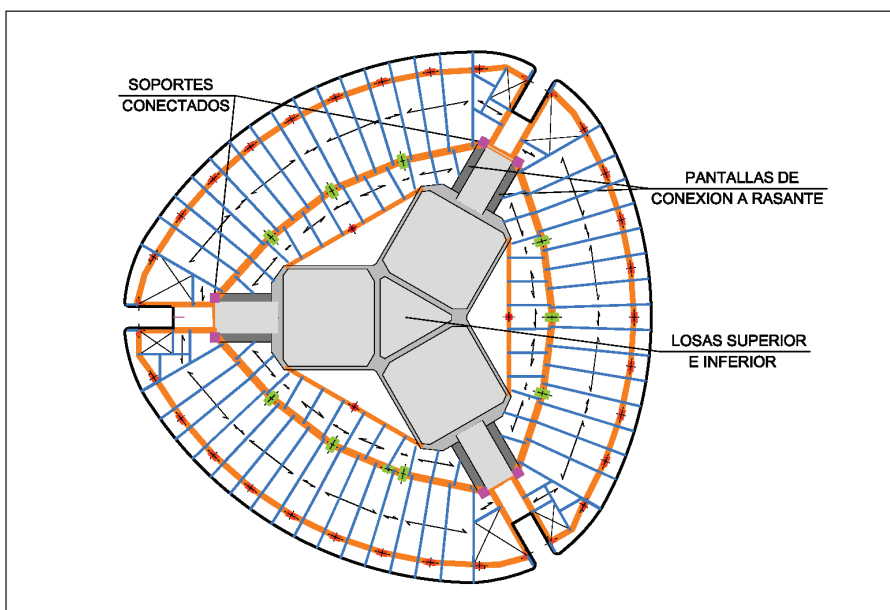 SOPORTES
CONECTADOS
PANTALLAS DE
CONEXION A RASANTE
LOSAS SUPERIOR
E INFERIOR